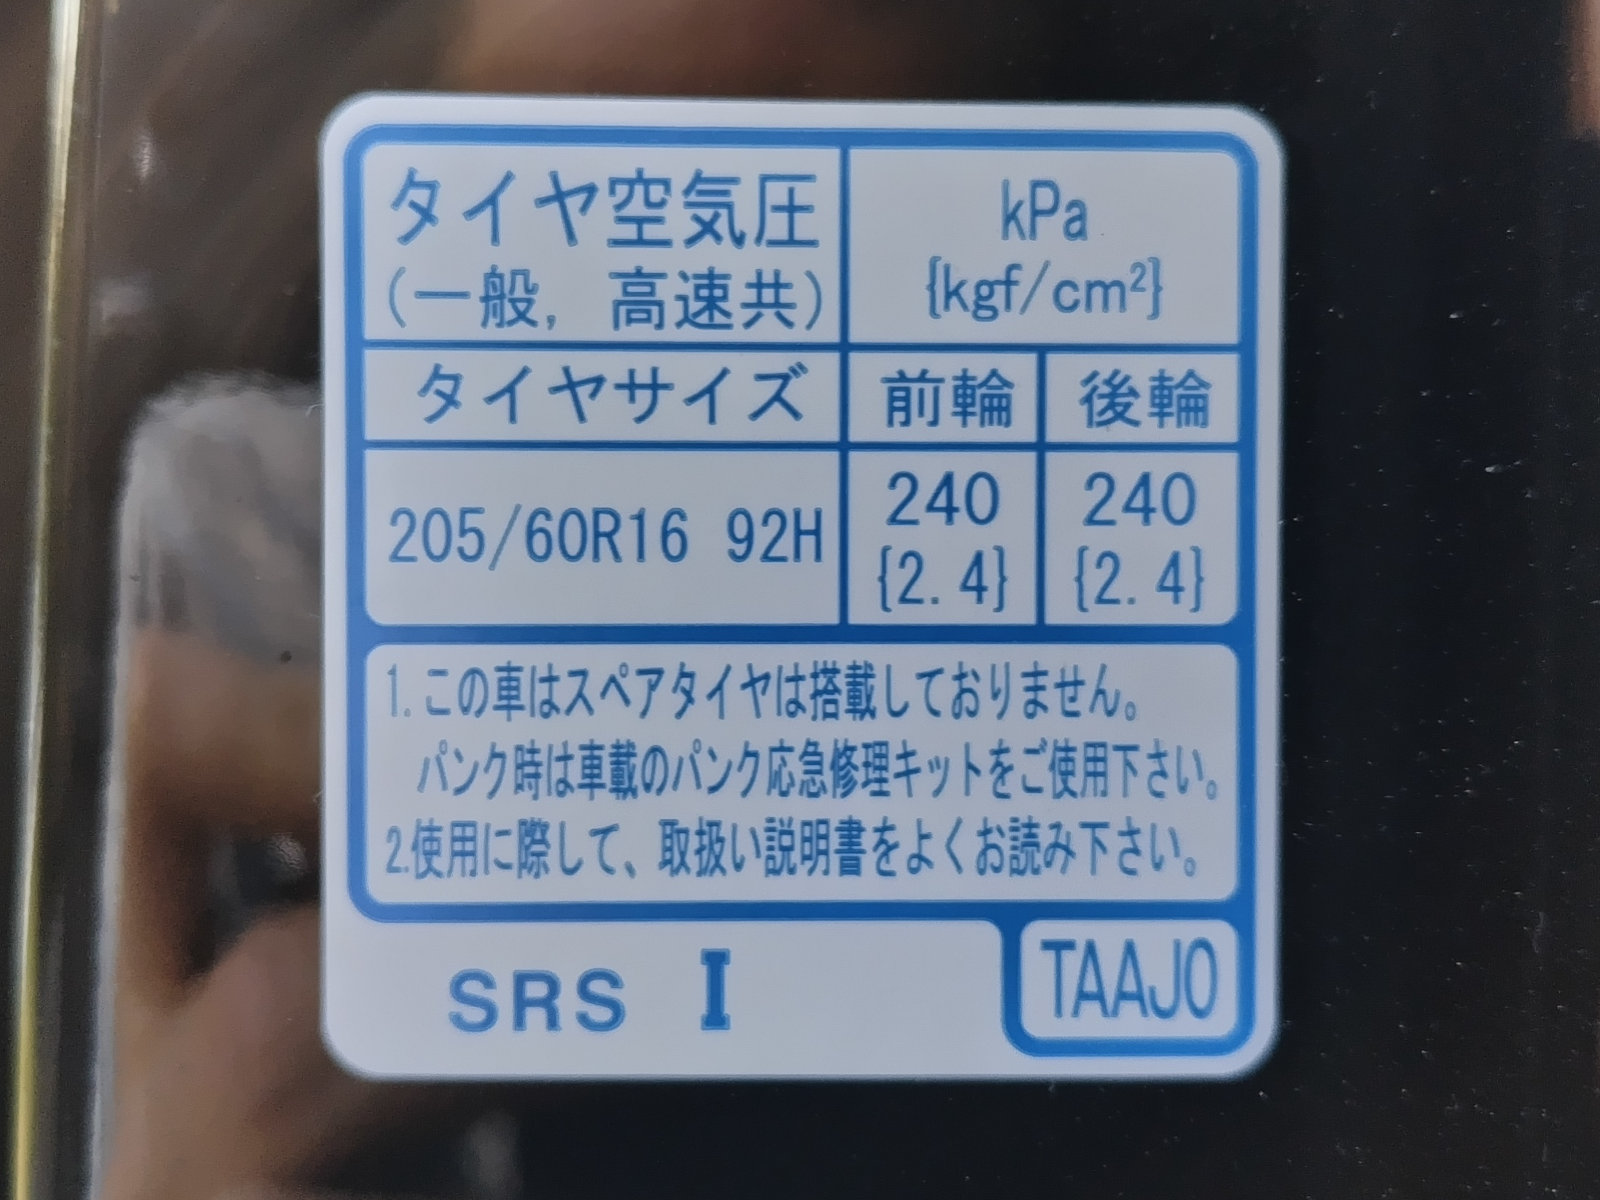 タイヤ空気圧
(一般, 高速共)
kPa
{kgf/cm²}
タイヤサイズ 前輪 後輪
205/60R16 92H
240
{2.4}
240
{2.4}
1.この車はスペアタイヤは搭載しておりません。
パンク時は車載のパンク応急修理キットをご使用下さい。
2.使用に際して、取扱い説明書をよくお読み下さい。
SRS I
TAAJ0